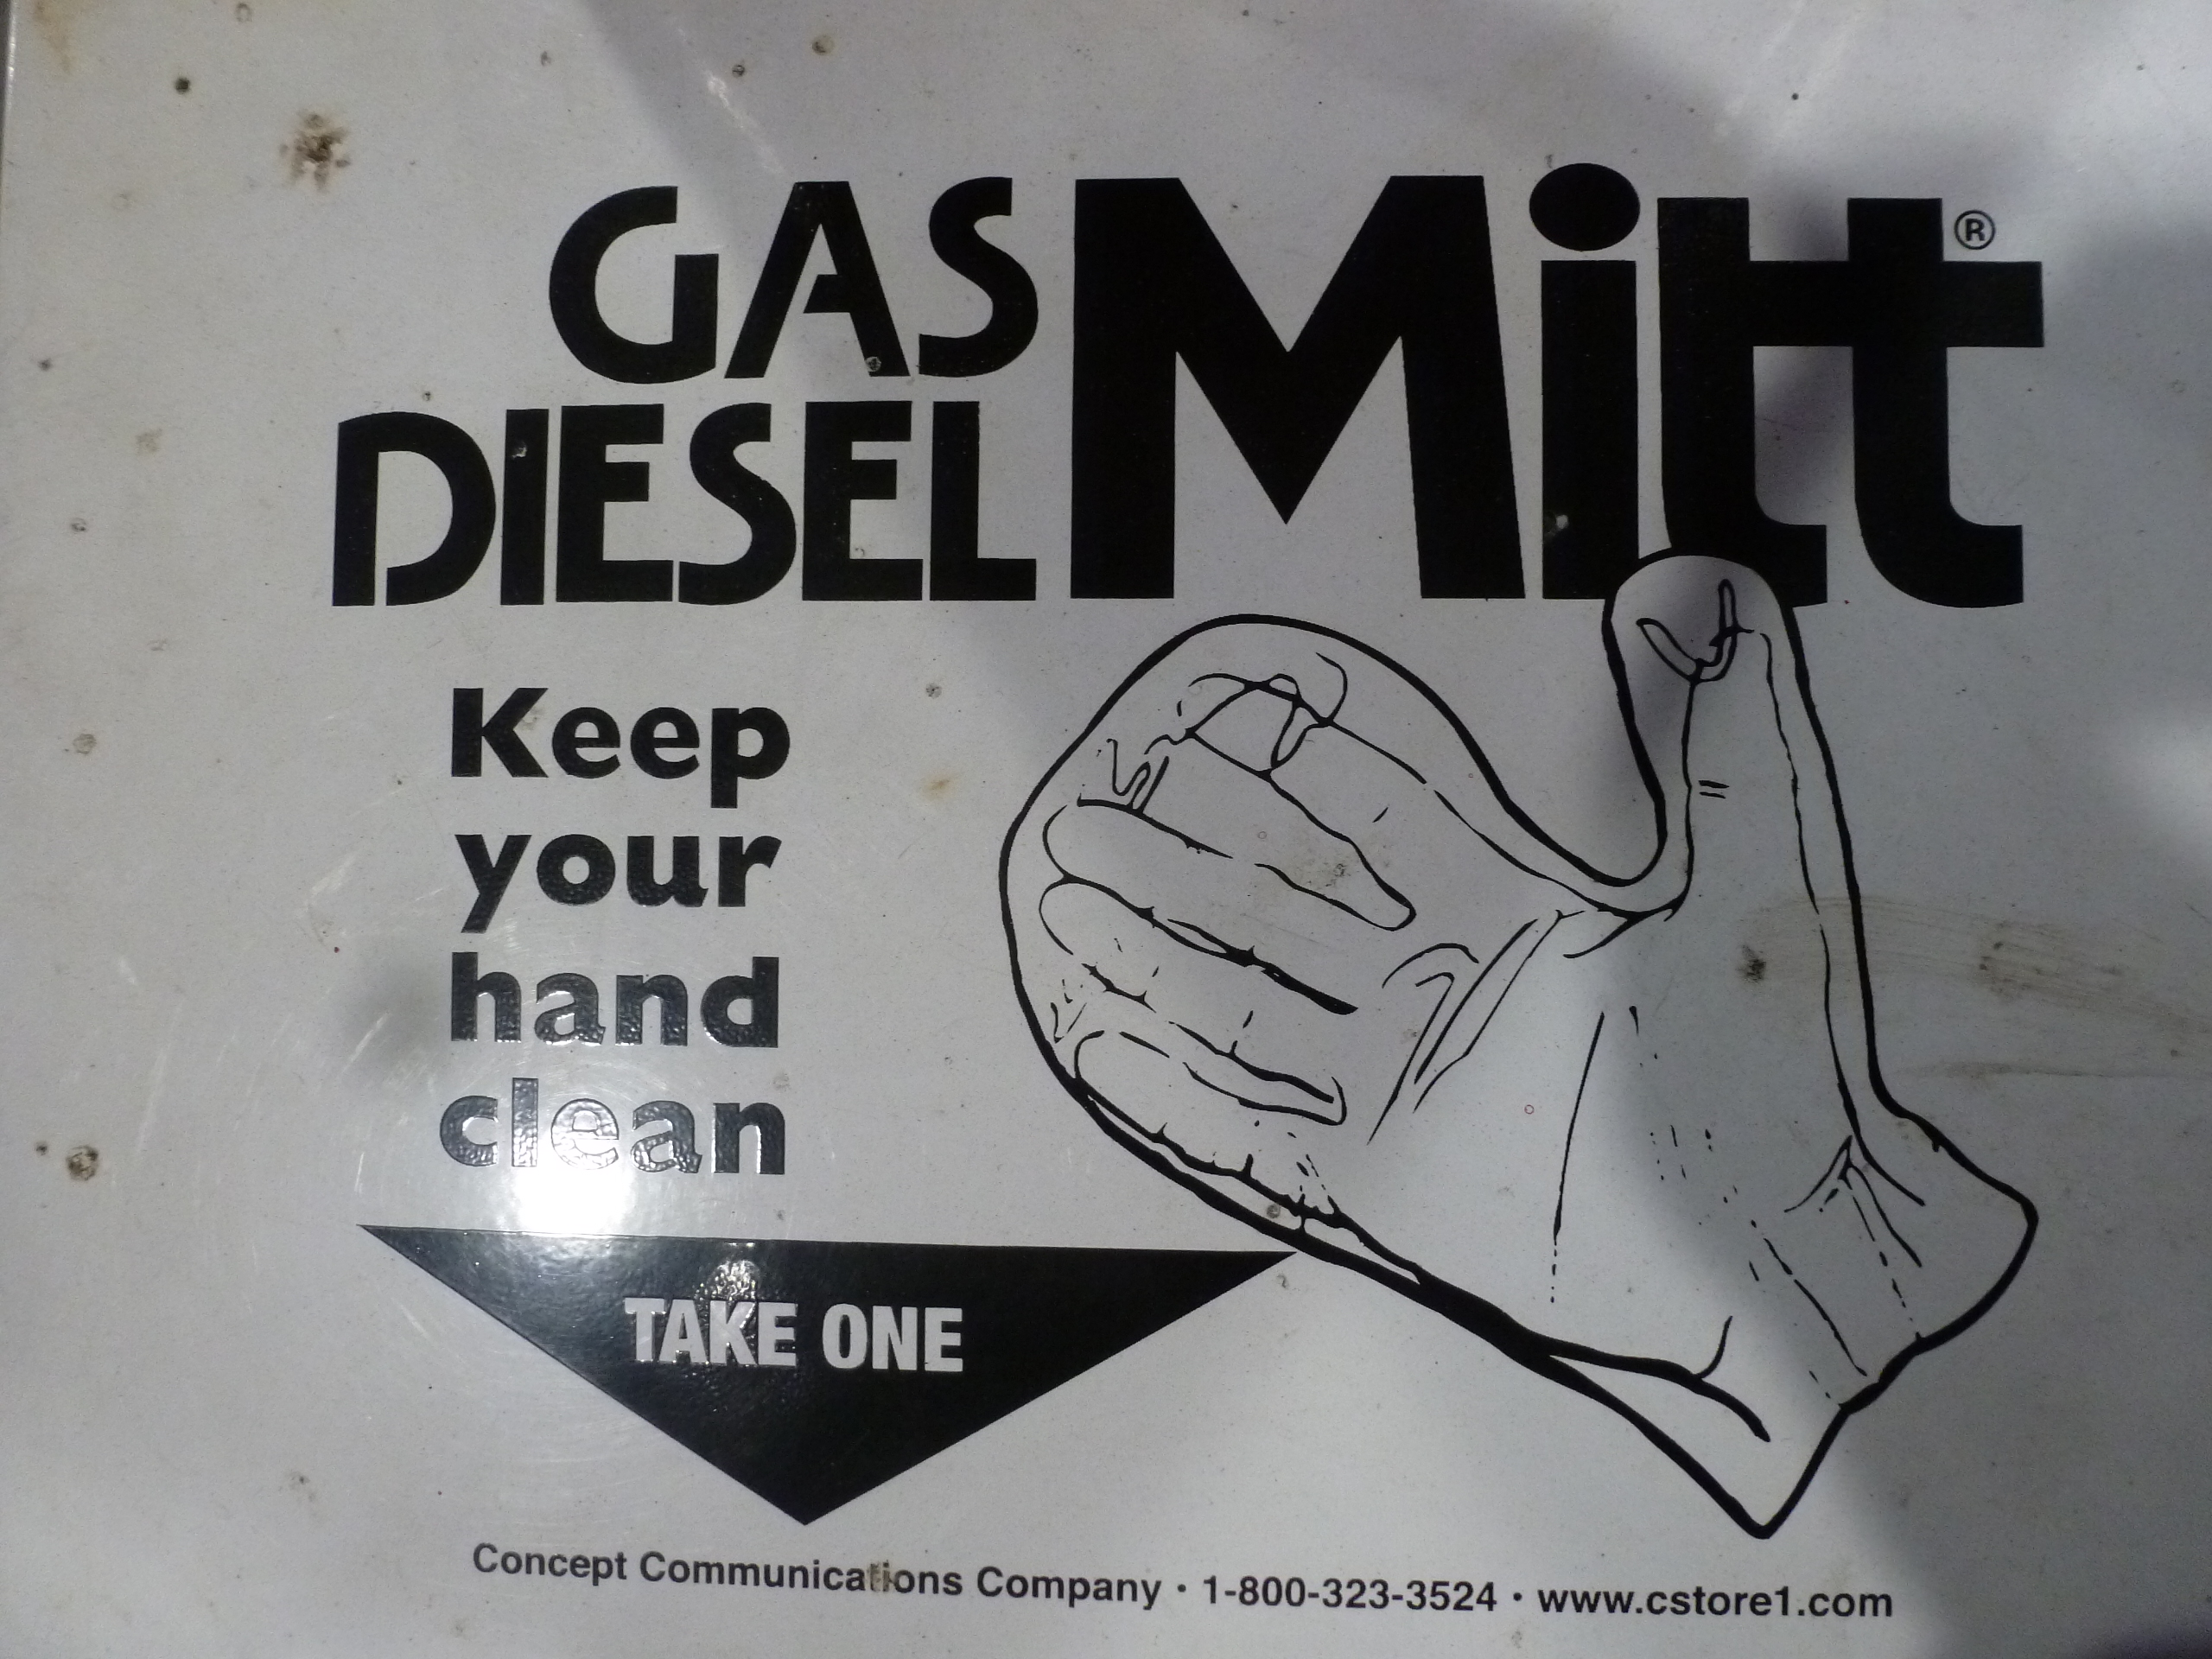 GAS
DIESEL Mitt®
Keep
your
hand
clean
TAKE ONE
Concept Communications Company · 1-800-323-3524 · www.cstore1.com